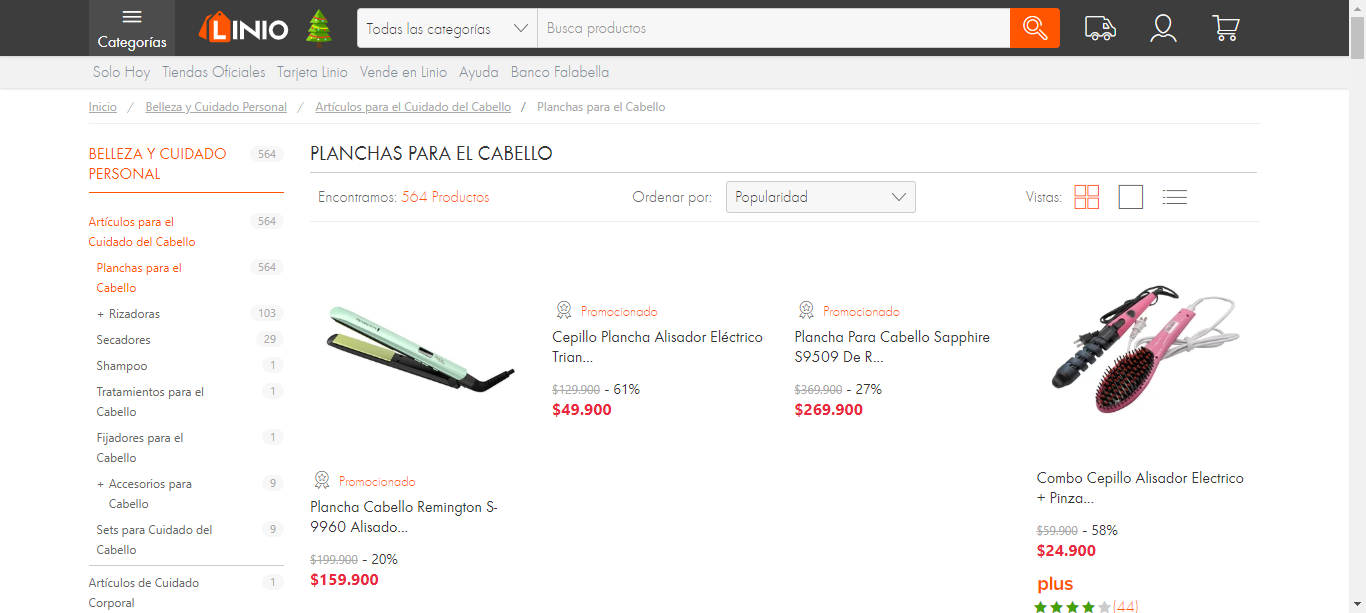 Categorías
LINIO
Todas las categorías
Busca productos
Solo Hoy Tiendas Oficiales Tarjeta Linio Vende en Linio Ayuda Banco Falabella
Inicio / Belleza y Cuidado Personal / Artículos para el Cuidado del Cabello / Planchas para el Cabello
BELLEZA Y CUIDADO 564
PERSONAL
Artículos para el 564
Cuidado del Cabello
Planchas para el 564
Cabello
+ Rizadoras 103
Secadores 29
Shampoo 1
Tratamientos para el 1
Cabello
Fijadores para el 1
Cabello
+ Accesorios para 9
Cabello
Sets para Cuidado del 9
Cabello
Artículos de Cuidado 1
Corporal
PLANCHAS PARA EL CABELLO
Encontramos: 564 Productos
Ordenar por: Popularidad
Vistas:
Promocionado
Plancha Cabello Remington S-
9960 Alisado...
$199.900 - 20%
$159.900
Promocionado
Cepillo Plancha Alisador Eléctrico
Trian...
$129.900 - 61%
$49.900
Promocionado
Plancha Para Cabello Sapphire
S9509 De R...
$369.900 - 27%
$269.900
Combo Cepillo Alisador Electrico
+ Pinza...
$59.900 - 58%
$24.900
plus
(44)